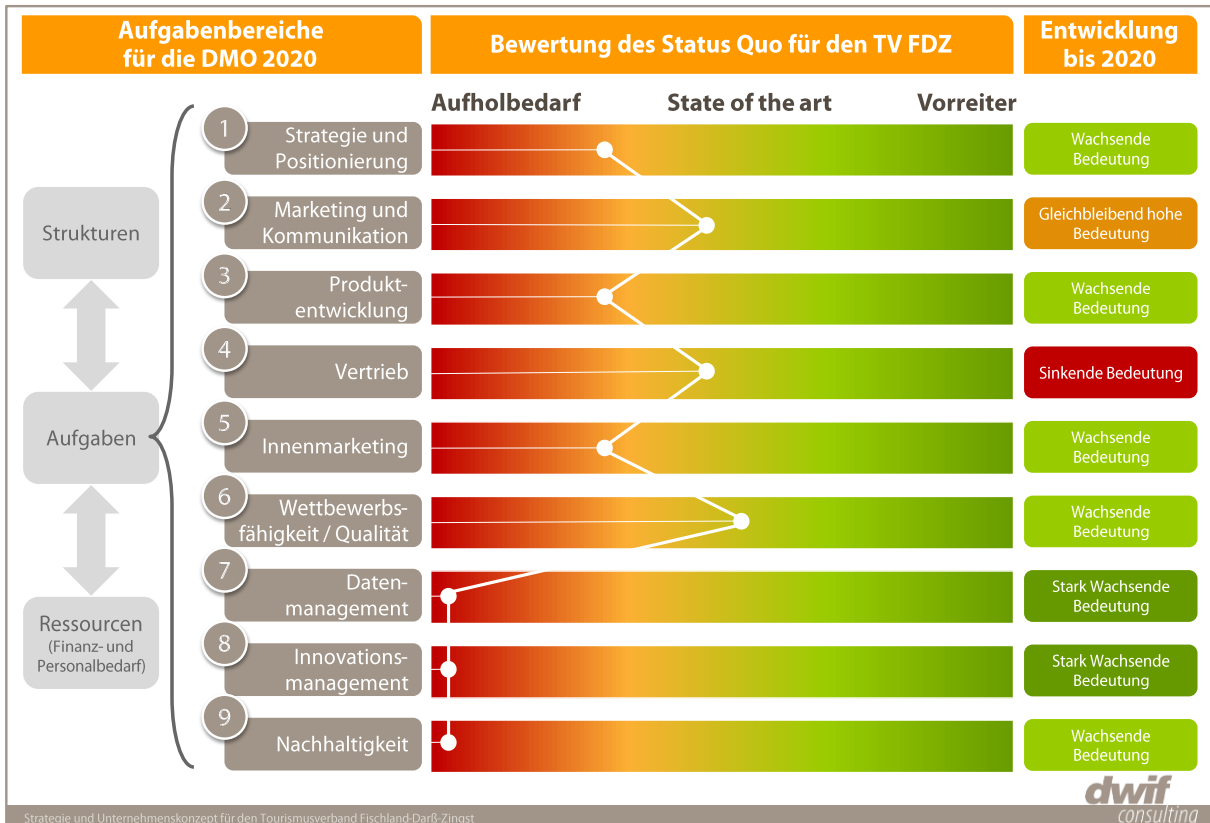 Aufgabenbereiche
für die DMO 2020
Bewertung des Status Quo für den TV FDZ
Entwicklung
bis 2020
Aufholbedarf
State of the art
Vorreiter
Strukturen
Aufgaben
Ressourcen
(Finanz- und
Personalbedarf)
1
Strategie und
Positionierung
Wachsende
Bedeutung
2
Marketing und
Kommunikation
Gleichbleibend hohe
Bedeutung
3
Produkt-
entwicklung
Wachsende
Bedeutung
4
Vertrieb
Sinkende Bedeutung
5
Innenmarketing
Wachsende
Bedeutung
6
Wettbewerbs-
fähigkeit / Qualität
Wachsende
Bedeutung
7
Daten-
management
Stark Wachsende
Bedeutung
8
Innovations-
management
Stark Wachsende
Bedeutung
9
Nachhaltigkeit
Wachsende
Bedeutung
Strategie und Unternehmenskonzept für den Tourismusverband Fischland-Darß-Zingst
dwif
consulting